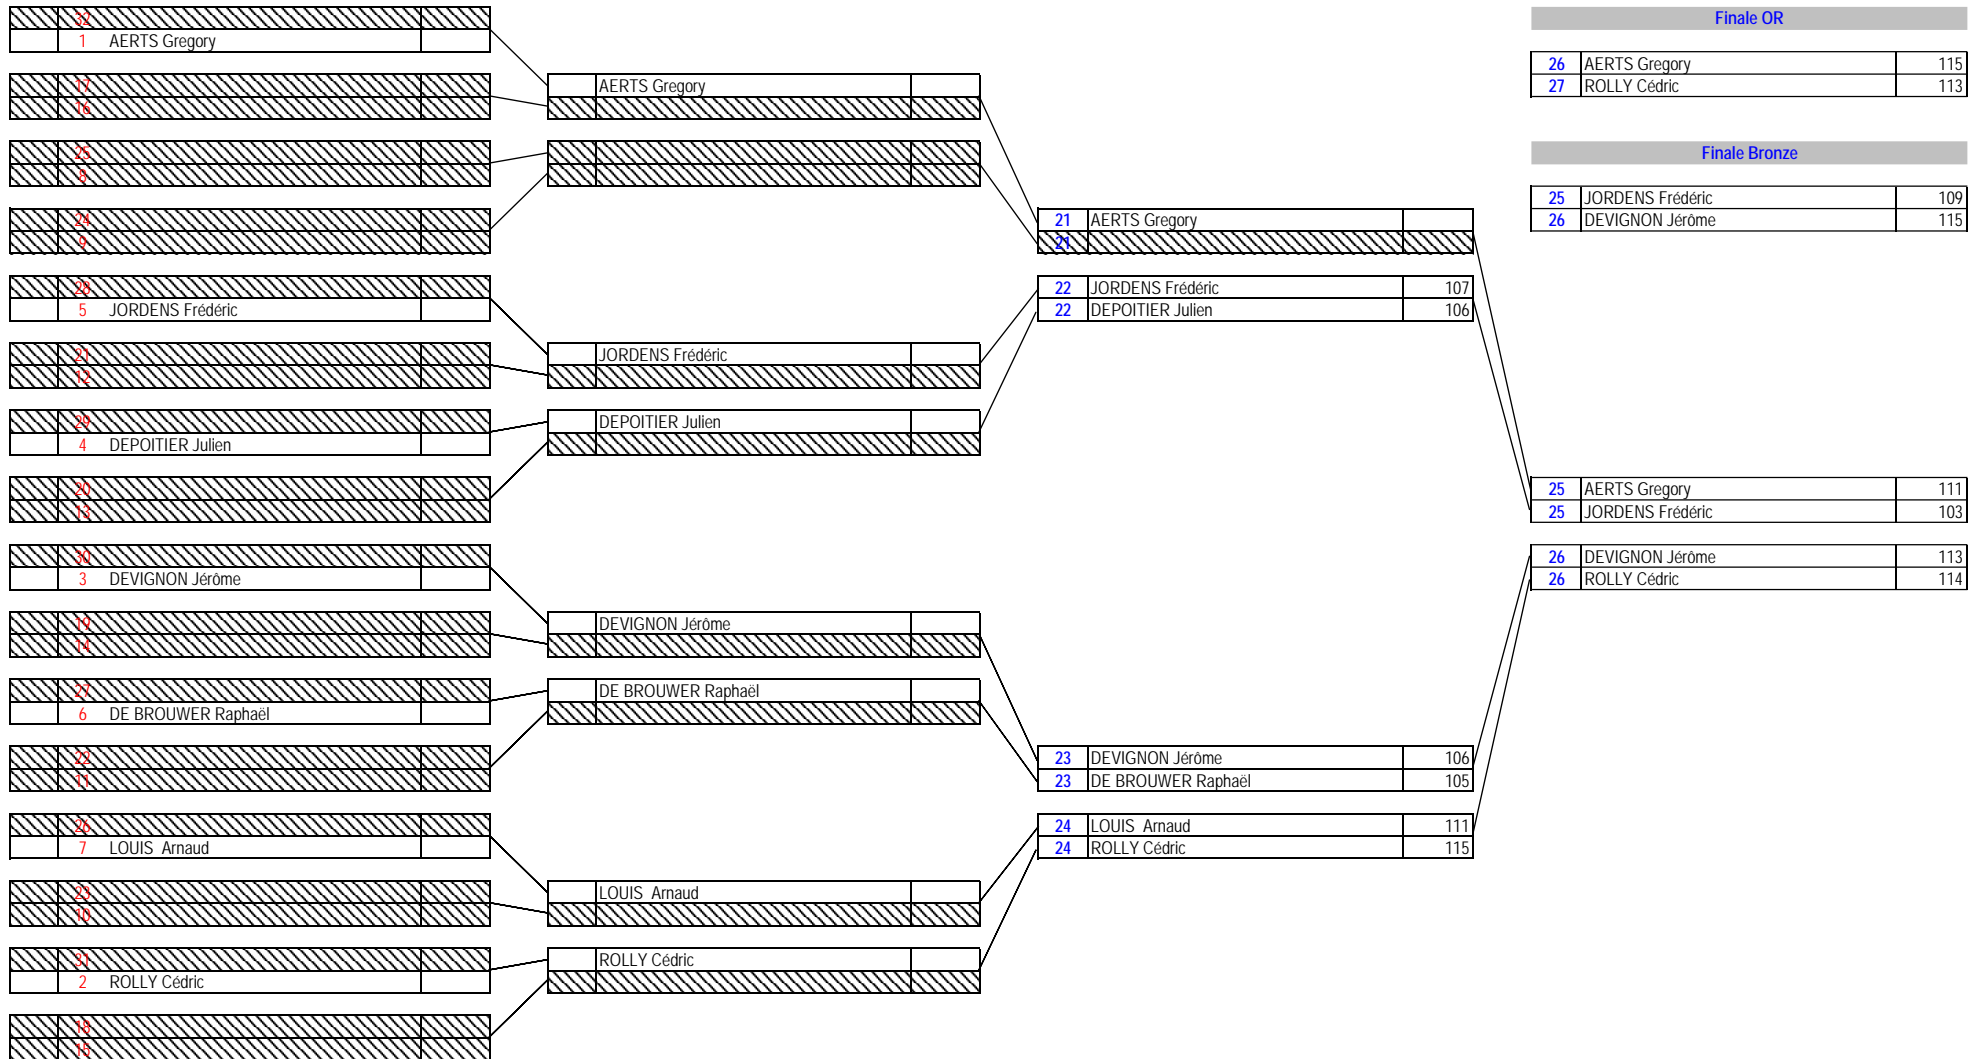 32
1 AERTS Gregory
17
16
25
8
24
9
28
5 JORDENS Frédéric
21
12
29
4 DEPOITIER Julien
20
13
30
3 DEVIGNON Jérôme
19
14
27
6 DE BROUWER Raphaël
22
11
26
7 LOUIS Arnaud
23
10
31
2 ROLLY Cédric
18
15
AERTS Gregory
JORDENS Frédéric
DEPOITIER Julien
DEVIGNON Jérôme
DE BROUWER Raphaël
LOUIS Arnaud
ROLLY Cédric
21 AERTS Gregory
21
22 JORDENS Frédéric 107
22 DEPOITIER Julien 106
23 DEVIGNON Jérôme 106
23 DE BROUWER Raphaël 105
24 LOUIS Arnaud 111
24 ROLLY Cédric 115
Finale OR
26 AERTS Gregory 115
27 ROLLY Cédric 113
Finale Bronze
25 JORDENS Frédéric 109
26 DEVIGNON Jérôme 115
25 AERTS Gregory 111
25 JORDENS Frédéric 103
26 DEVIGNON Jérôme 113
26 ROLLY Cédric 114